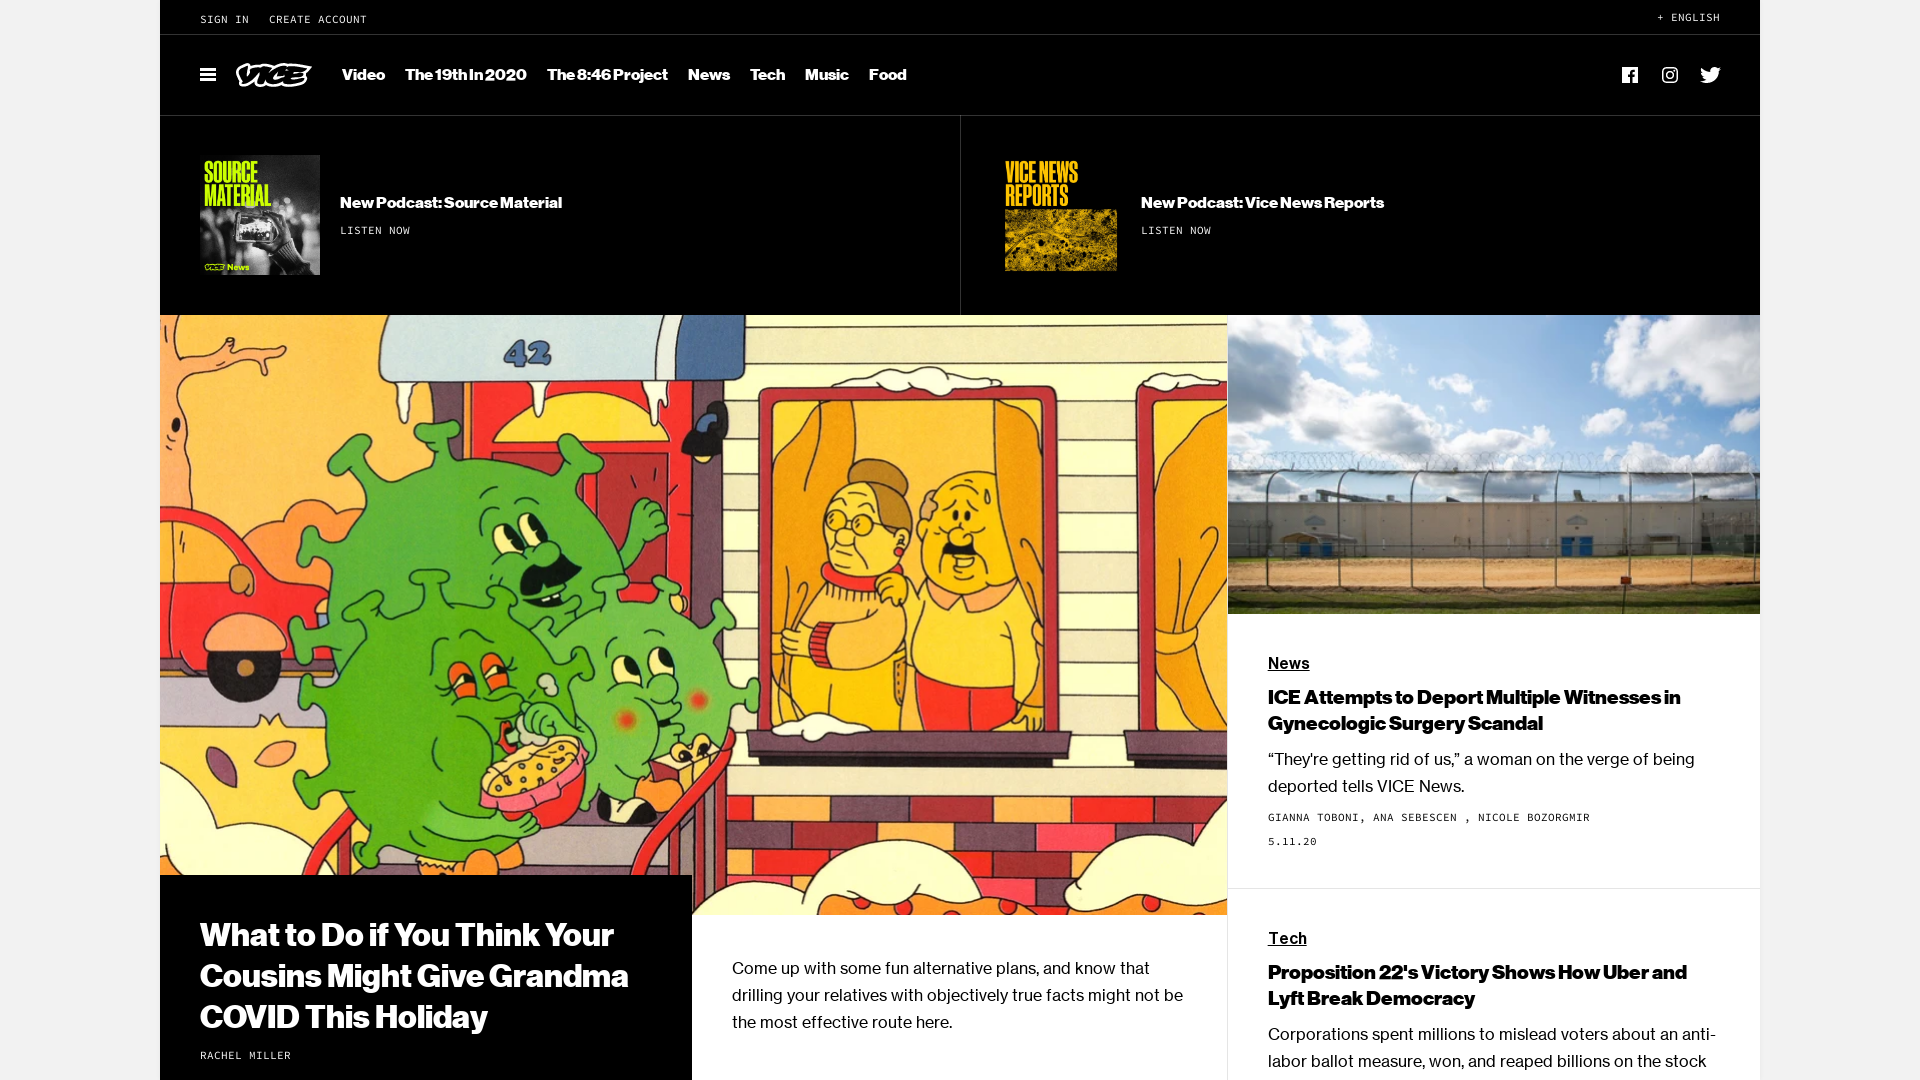 SIGN IN
CREATE ACCOUNT
+ ENGLISH
VICE
Video
The 19th In 2020
The 8:46 Project
News
Tech
Music
Food
SOURCE
MATERIAL
VICE News
New Podcast: Source Material
LISTEN NOW
VICE NEWS
REPORTS
New Podcast: Vice News Reports
LISTEN NOW
42
What to Do if You Think Your
Cousins Might Give Grandma
COVID This Holiday
RACHEL MILLER
Come up with some fun alternative plans, and know that
drilling your relatives with objectively true facts might not be
the most effective route here.
News
ICE Attempts to Deport Multiple Witnesses in
Gynecologic Surgery Scandal
“They're getting rid of us,” a woman on the verge of being
deported tells VICE News.
GIANNA TOBONI, ANA SEBESCEN , NICOLE BOZORGMIR
5.11.20
Tech
Proposition 22's Victory Shows How Uber and
Lyft Break Democracy
Corporations spent millions to mislead voters about an anti-
labor ballot measure, won, and reaped billions on the stock